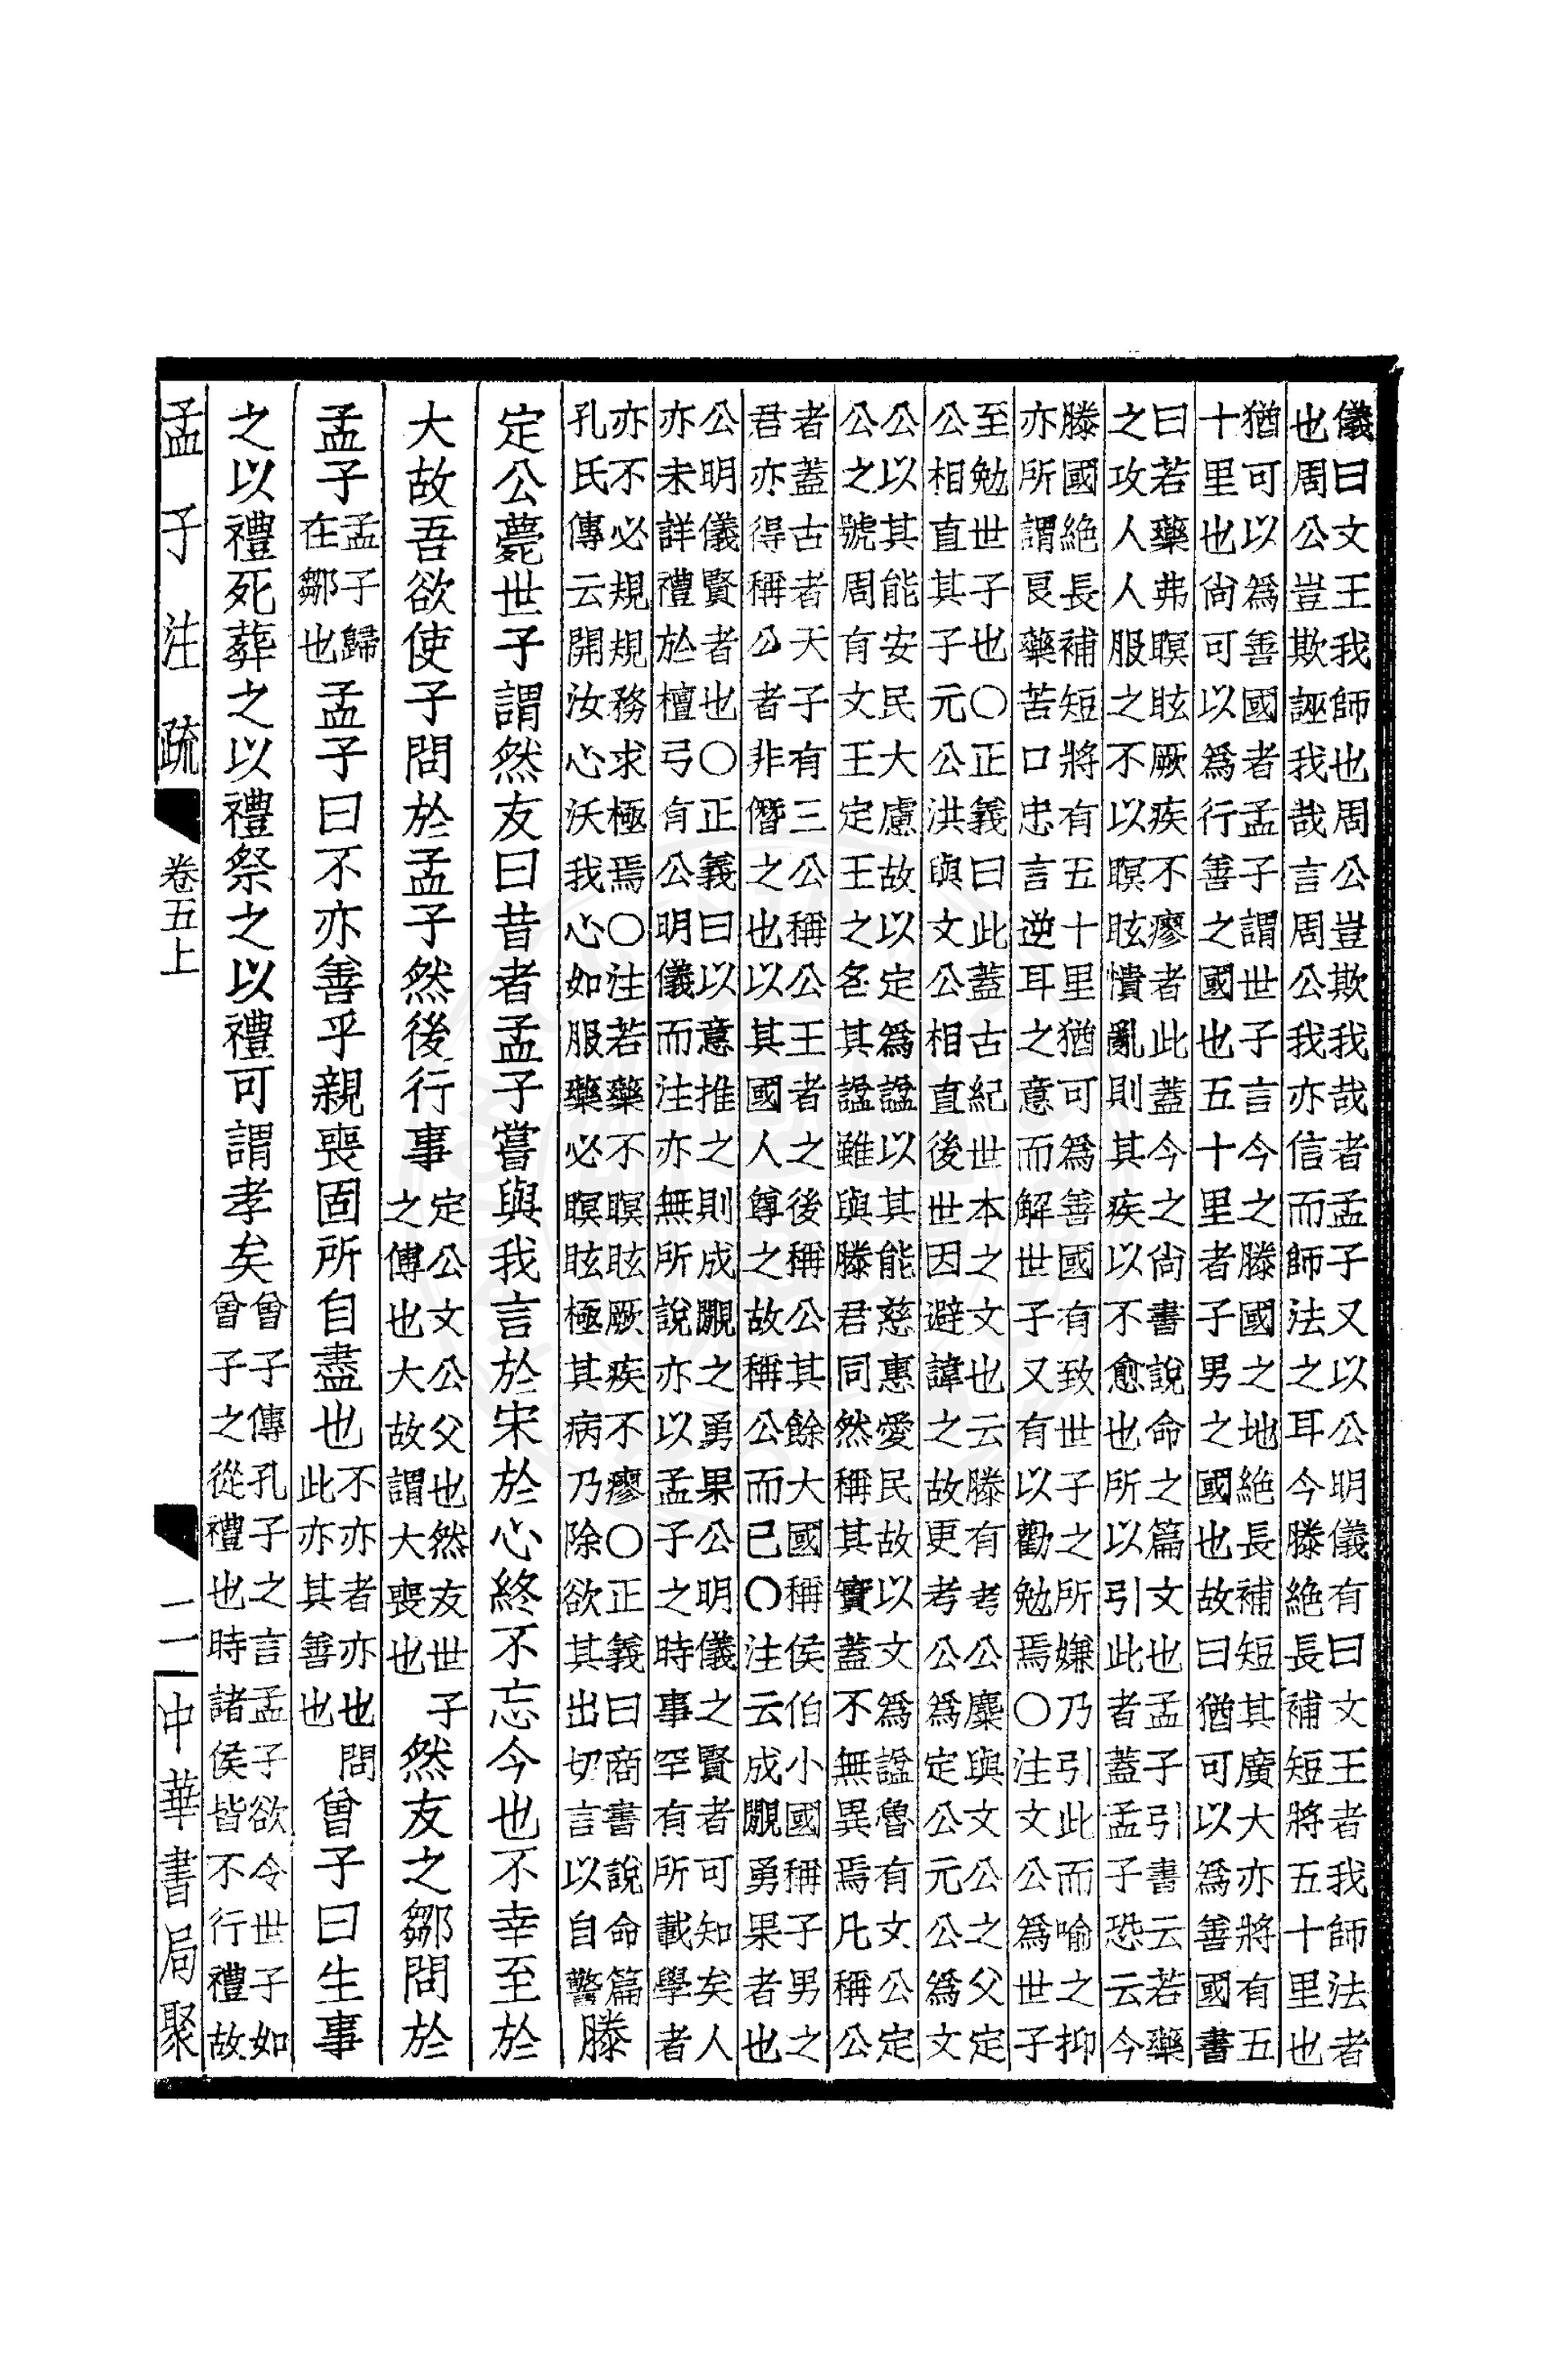 儀曰文王我師也周公豈欺我哉者孟子又以公明儀有曰文王者我師法者
也周公豈欺誣我哉言周公我亦信而師法之耳今滕絶長補短將五十里也
猶可以爲善國者孟子謂世子言今之滕國之地絶長補短其廣大亦將有五
十里也尙可以爲行善之國也五十里者子男之國也故曰猶可以爲善國書
曰若藥弗瞑眩厥疾不瘳者此蓋今之尙書說命之篇文也孟子引書云若藥
之攻人人服之不以瞑眩憒亂則其疾以不愈也所以引此者蓋孟子恐云今
滕國絶長補短將有五十里猶可爲善國有致世子之所嫌乃引此而喻之抑
亦所謂良藥苦口忠言逆耳之意而解世子又有以勸勉焉〇注文公爲世子
至勉世子也〇正義曰此蓋古紀世本之文也云滕有考公麋與文公之父定
公相直其子元公洪與文公相直後世因避諱之故更考公爲定公元公爲文
公以其能安民大慮故以定爲諡以其能慈惠愛民故以文爲諡魯有文公定
公之號周有文王定王之名其諡雖與滕君同然稱其實蓋不無異焉凡稱公
者蓋古者天子有三公稱公王者之後稱公其餘大國稱侯伯小國稱子男之
君亦得稱公者非僭之也以其國人尊之故稱公而已〇注云成覵勇果者也
公明儀賢者也〇正義曰以意推之則成覵之勇果公明儀之賢者可知矣人
亦未詳禮於檀弓有公明儀而注亦無所說亦以孟子之時事罕有所載學者
亦不必規規務求極焉〇注若藥不瞑眩厥疾不瘳〇正義曰商書說命篇
孔氏傳云開汝心沃我心如服藥必瞑眩極其病乃除欲其出切言以自警滕
定公薨世子謂然友曰昔者孟子嘗與我言於宋於心終不忘今也不幸至於
大故吾欲使子問於孟子然後行事定公文公父也然友世子之傅也大故謂大喪也然友之鄒問於
孟子孟子歸在鄒也孟子曰不亦善乎親喪固所自盡也不亦者亦也問此亦其善也曾子曰生事
之以禮死葬之以禮祭之以禮可謂孝矣曾子傳孔子之言孟子欲令世子如曾子之從禮也時諸侯皆不行禮故
孟子注疏 卷五上 二一中華書局聚